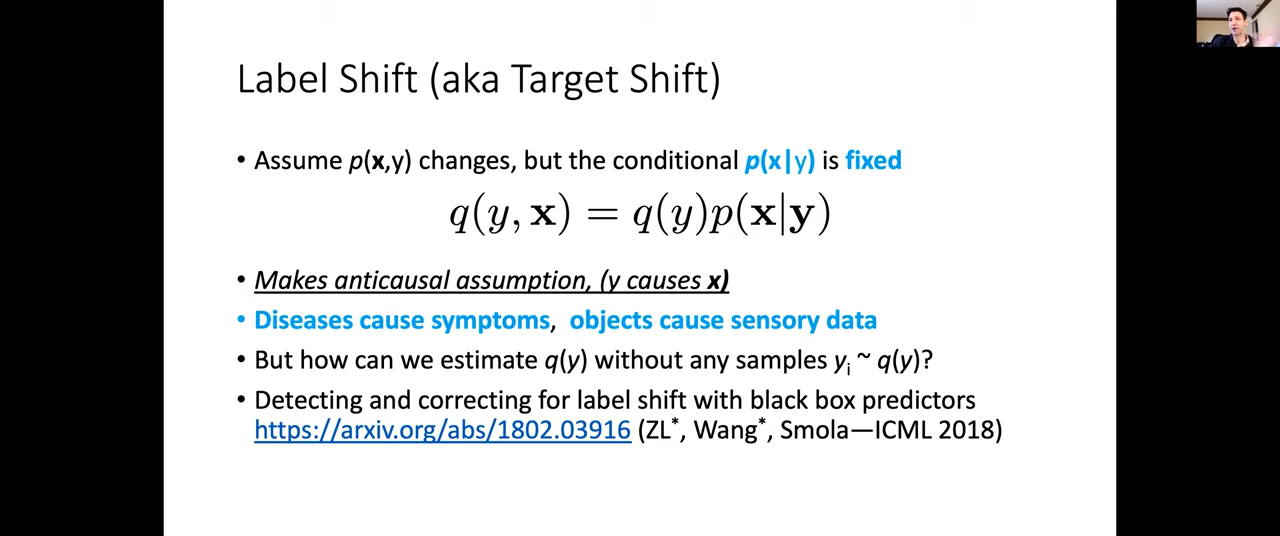 Label Shift (aka Target Shift)
• Assume p(x,y) changes, but the conditional p(x|y) is fixed
q(y, x) = q(y)p(x|y)
• Makes anticausal assumption, (y causes x)
• Diseases cause symptoms, objects cause sensory data
• But how can we estimate q(y) without any samples yᵢ ~ q(y)?
• Detecting and correcting for label shift with black box predictors
https://arxiv.org/abs/1802.03916 (ZL*, Wang*, Smola—ICML 2018)